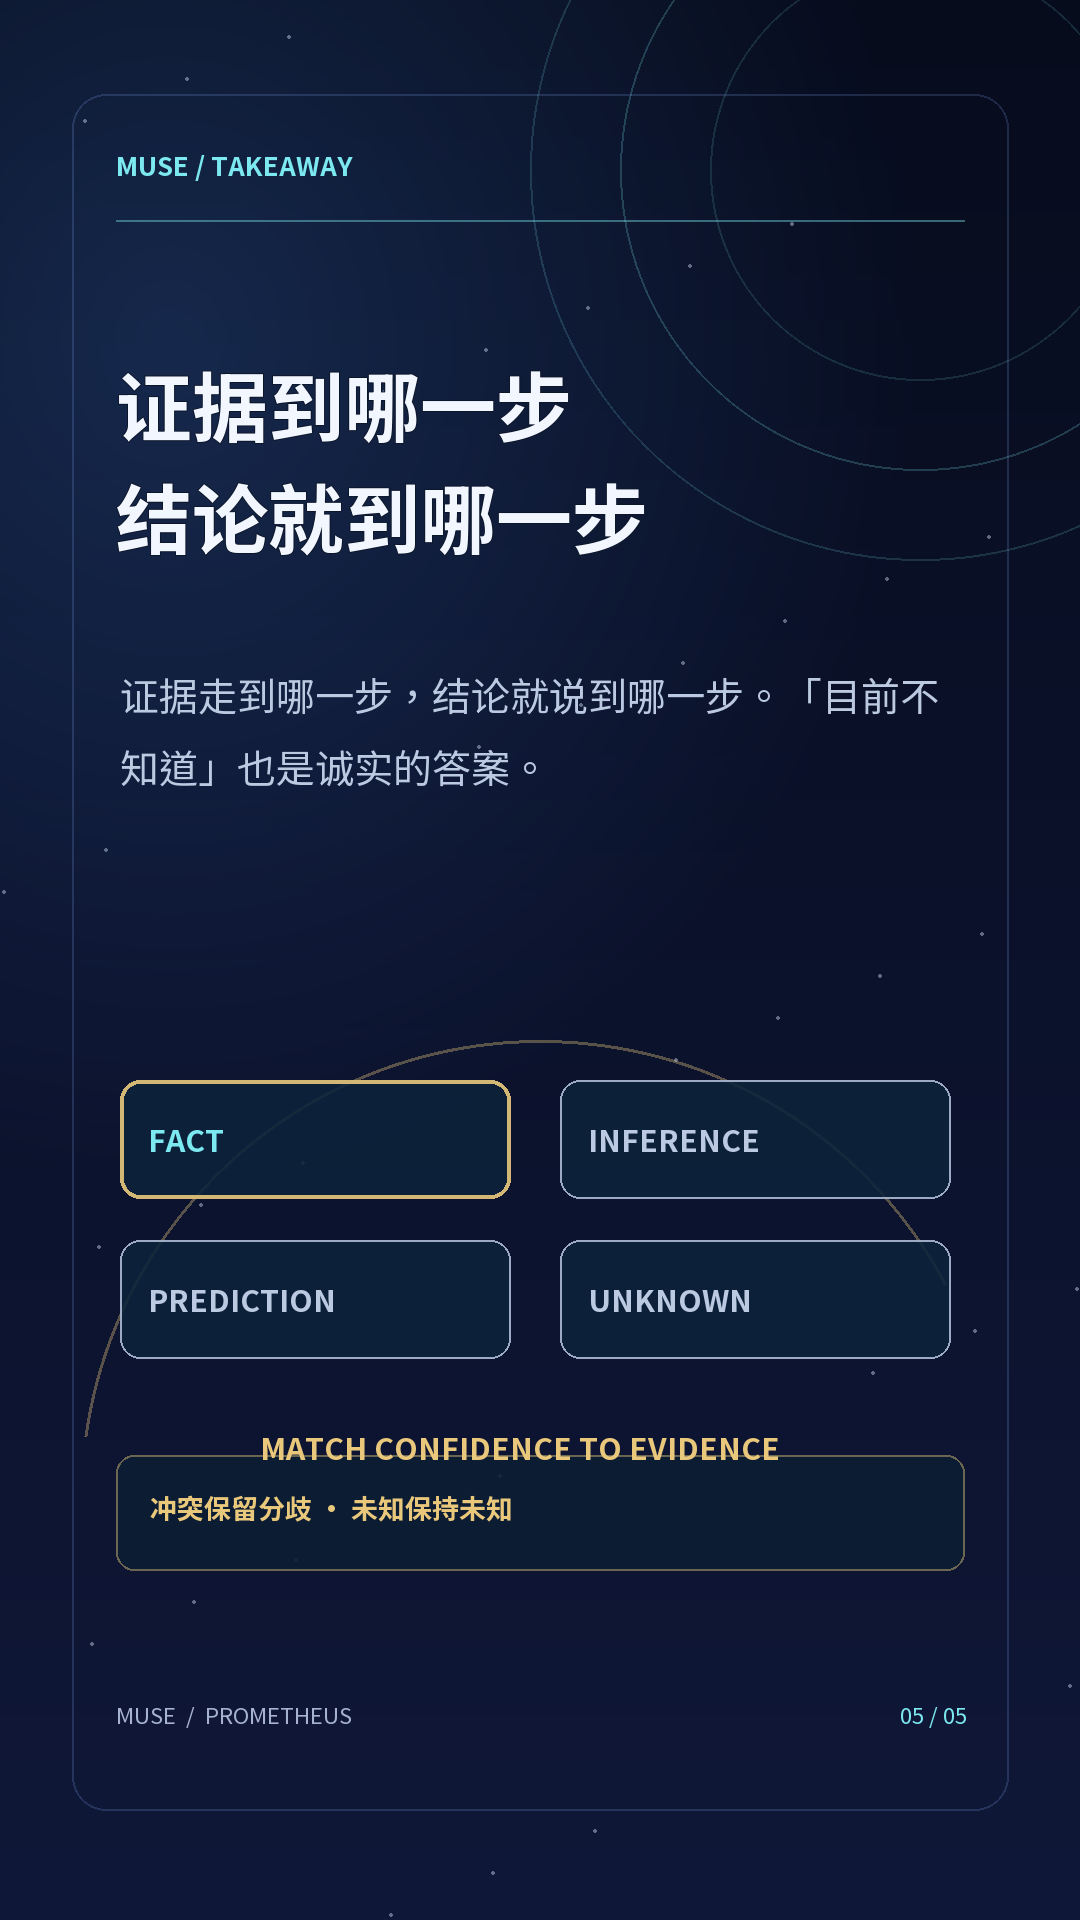 MUSE / TAKEAWAY
证据到哪一步
结论就到哪一步
证据走到哪一步，结论就说到哪一步。「目前不
知道」也是诚实的答案。
FACT
INFERENCE
PREDICTION
UNKNOWN
MATCH CONFIDENCE TO EVIDENCE
冲突保留分歧 · 未知保持未知
MUSE / PROMETHEUS
05 / 05